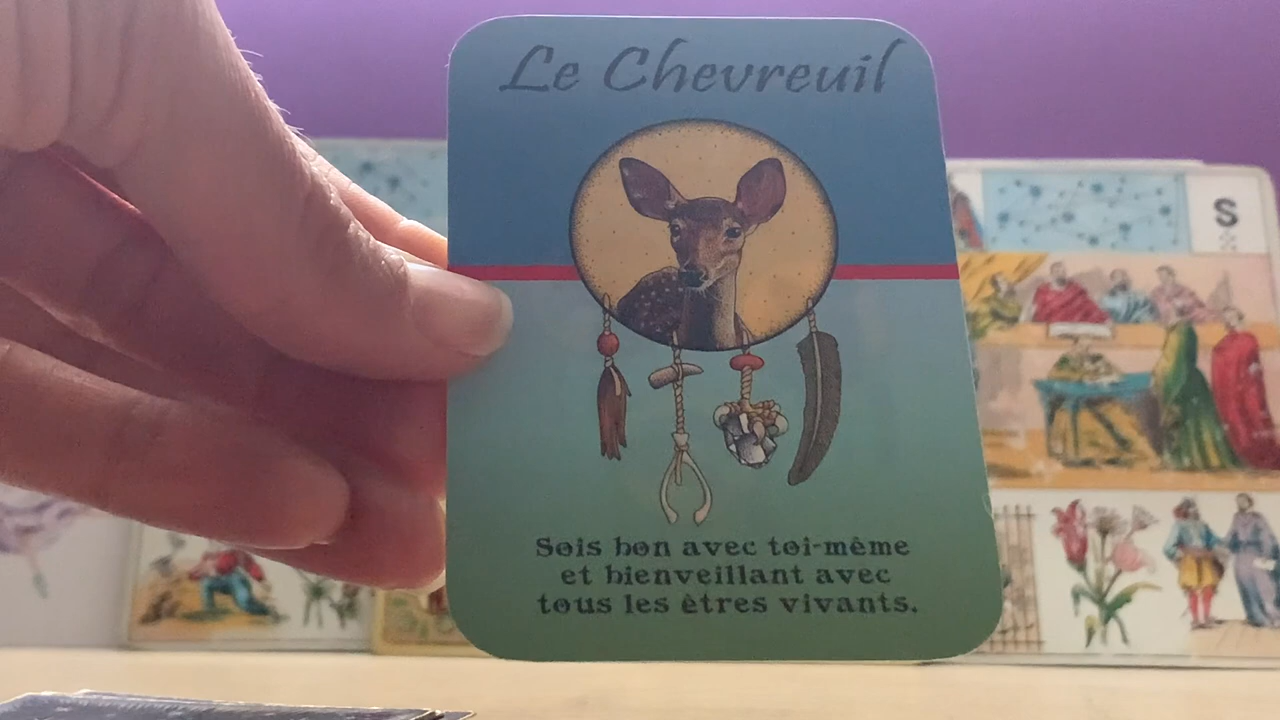 Le Chevreuil
S
Sois bon avec toi-même
et bienveillant avec
tous les êtres vivants.